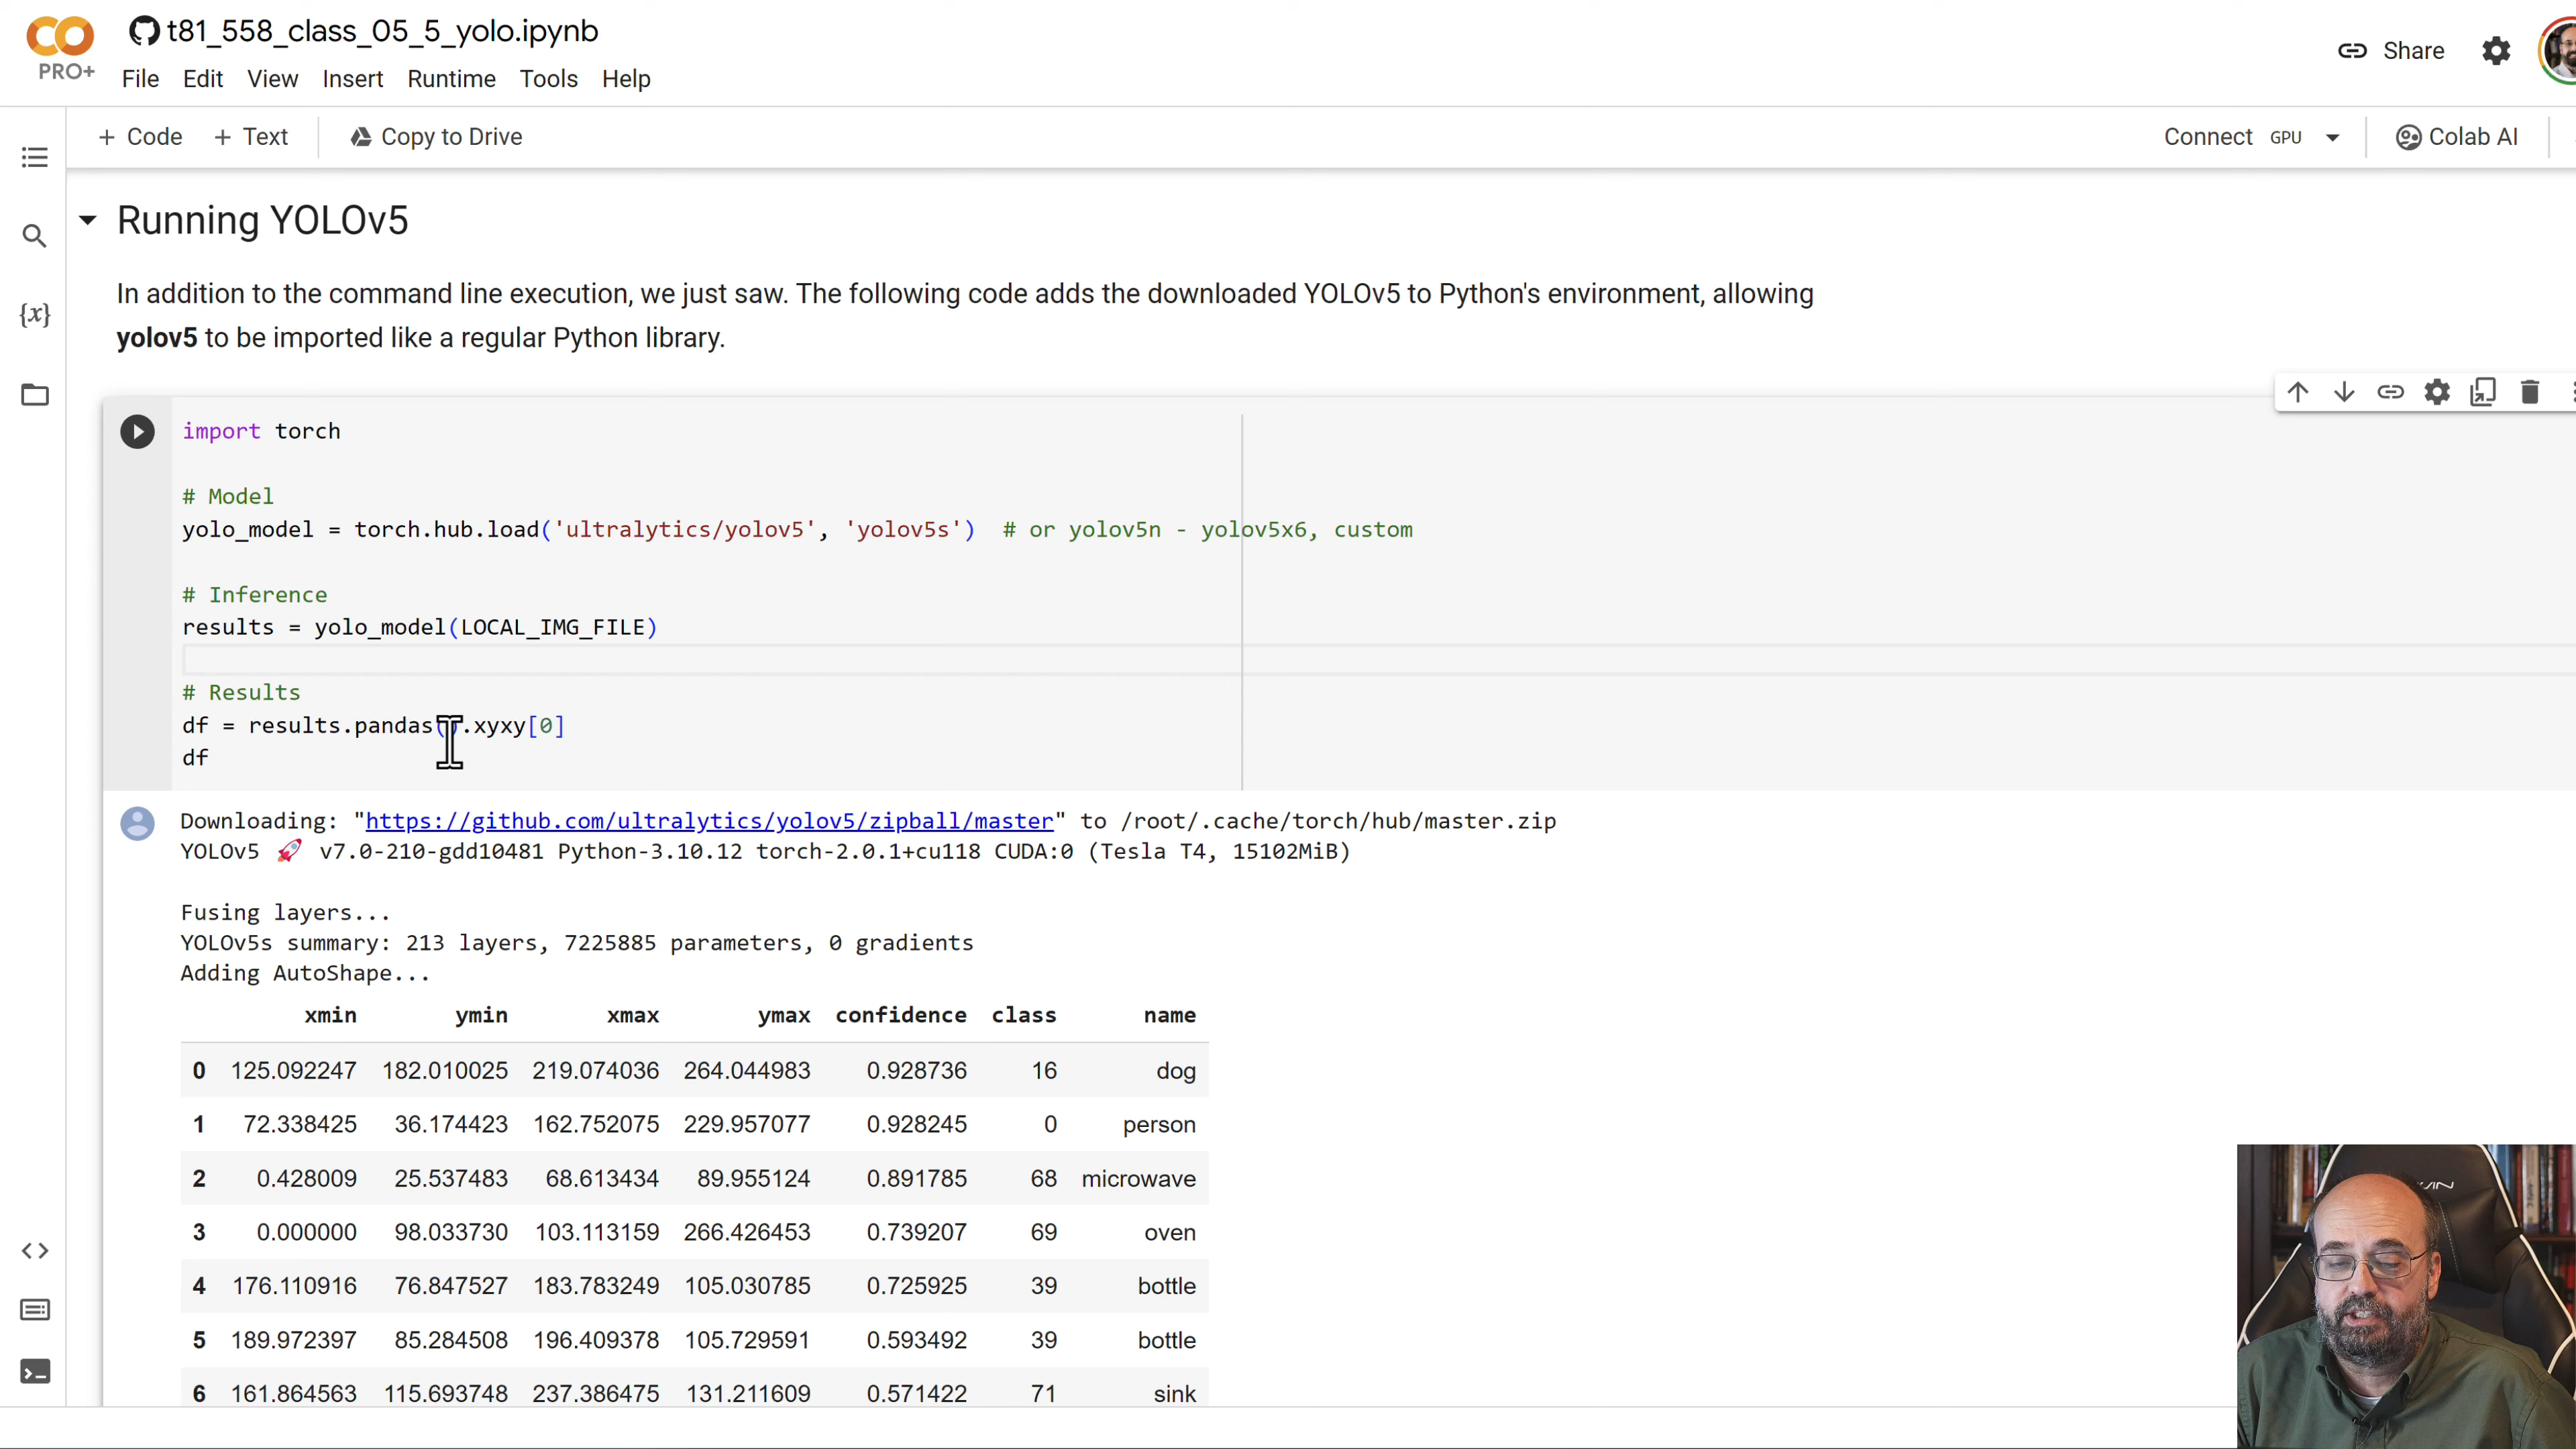 t81_558_class_05_5_yolo.ipynb
PRO+
File Edit View Insert Runtime Tools Help
Share
+ Code + Text Copy to Drive
Connect GPU
Colab AI
Running YOLOv5
In addition to the command line execution, we just saw. The following code adds the downloaded YOLOv5 to Python's environment, allowing
yolov5 to be imported like a regular Python library.
import torch
# Model
yolo_model = torch.hub.load('ultralytics/yolov5', 'yolov5s')  # or yolov5n - yolov5x6, custom
# Inference
results = yolo_model(LOCAL_IMG_FILE)
# Results
df = results.pandas().xyxy[0]
df
Downloading: "https://github.com/ultralytics/yolov5/zipball/master" to /root/.cache/torch/hub/master.zip
YOLOv5 🚀 v7.0-210-gdd10481 Python-3.10.12 torch-2.0.1+cu118 CUDA:0 (Tesla T4, 15102MiB)
Fusing layers...
YOLOv5s summary: 213 layers, 7225885 parameters, 0 gradients
Adding AutoShape...
xmin ymin xmax ymax confidence class name
0 125.092247 182.010025 219.074036 264.044983 0.928736 16 dog
1 72.338425 36.174423 162.752075 229.957077 0.928245 0 person
2 0.428009 25.537483 68.613434 89.955124 0.891785 68 microwave
3 0.000000 98.033730 103.113159 266.426453 0.739207 69 oven
4 176.110916 76.847527 183.783249 105.030785 0.725925 39 bottle
5 189.972397 85.284508 196.409378 105.729591 0.593492 39 bottle
6 161.864563 115.693748 237.386475 131.211609 0.571422 71 sink